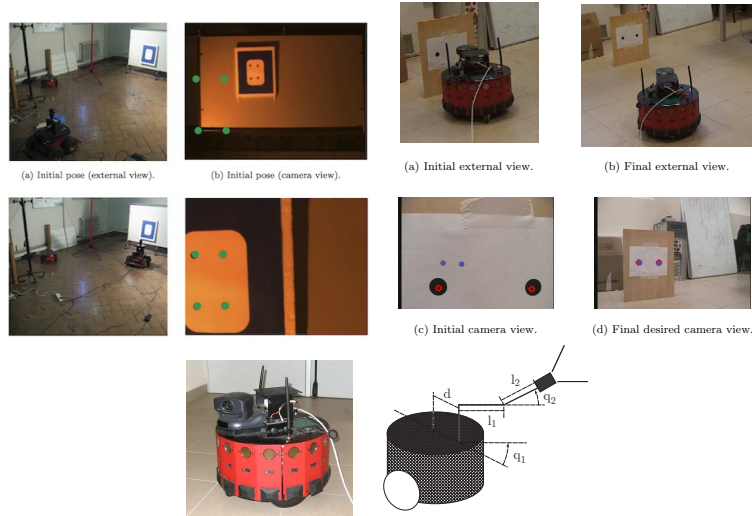 (a) Initial pose (external view).
(b) Initial pose (camera view).
(a) Initial external view.
(b) Final external view.
(c) Initial camera view.
(d) Final desired camera view.
d
l₂
q₂
l₁
q₁